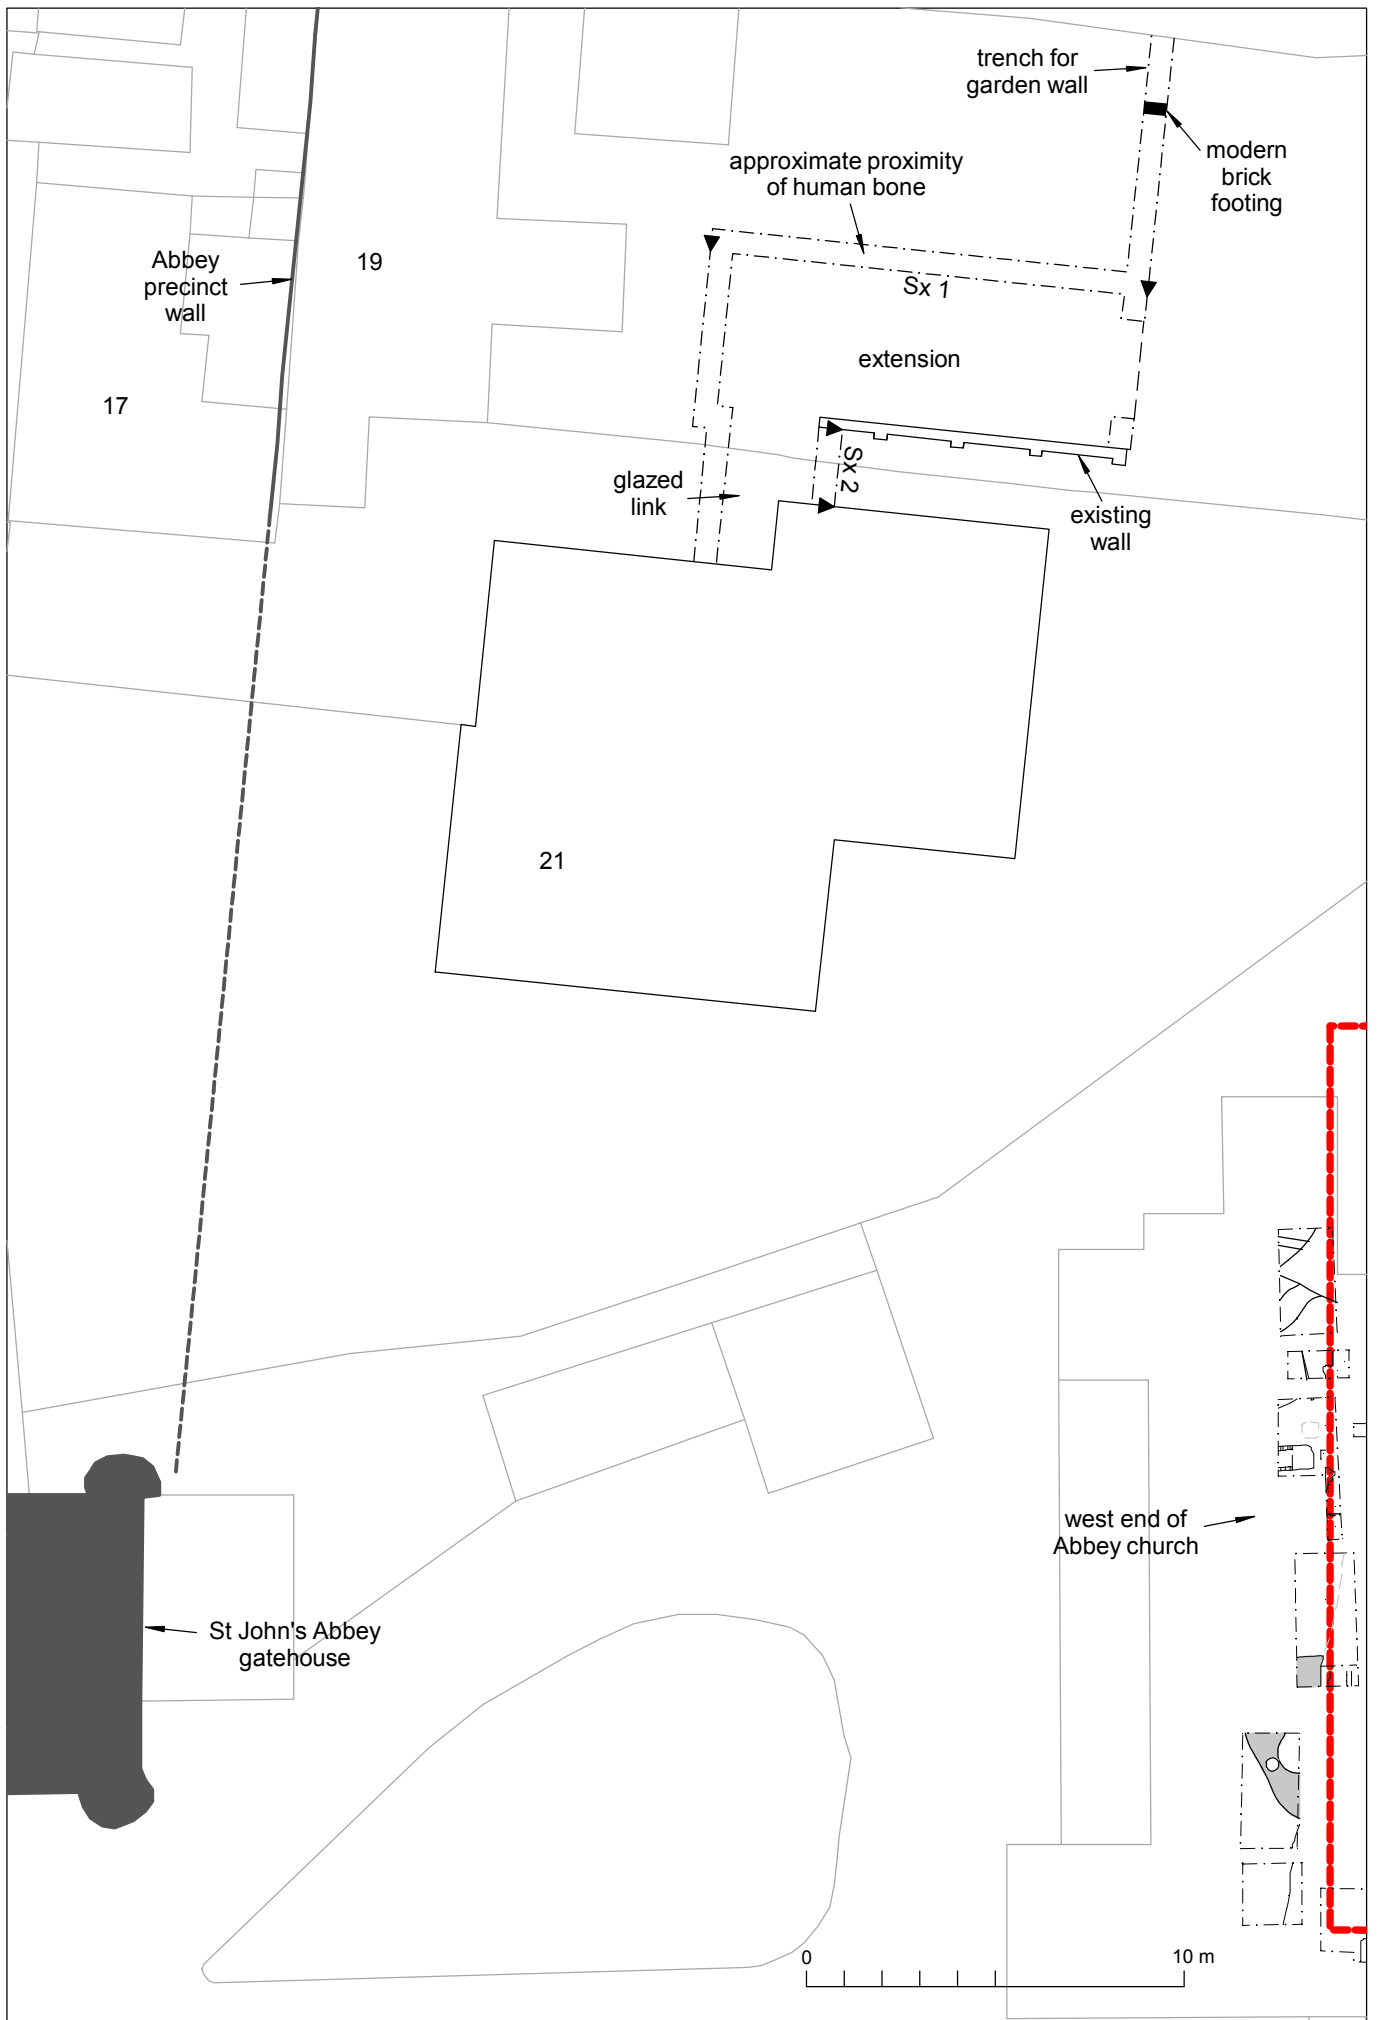 trench for
garden wall
modern
brick
footing
approximate proximity
of human bone
Abbey
precinct
wall
19
Sx 1
extension
17
Sx 2
glazed
link
existing
wall
21
west end of
Abbey church
St John's Abbey
gatehouse
0
10 m